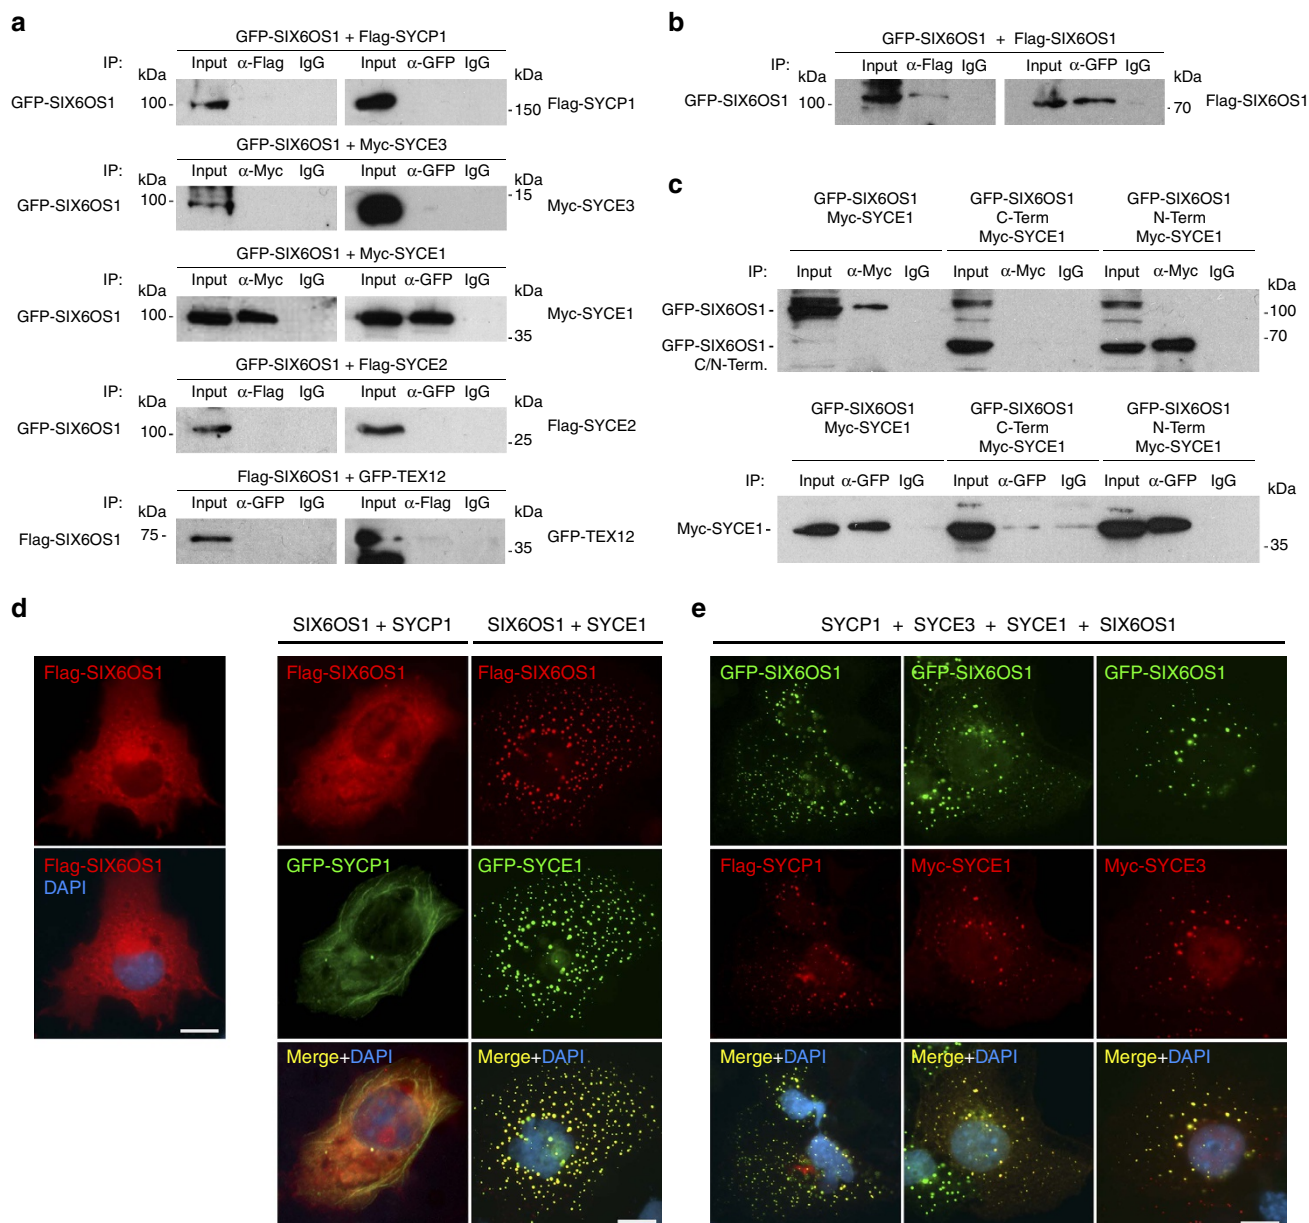 a
GFP-SIX6OS1 + Flag-SYCP1
IP: Input α-Flag IgG Input α-GFP IgG
kDa kDa
GFP-SIX6OS1 100- -150 Flag-SYCP1
GFP-SIX6OS1 + Myc-SYCE3
IP: Input α-Myc IgG Input α-GFP IgG
kDa kDa
GFP-SIX6OS1 100- -15 Myc-SYCE3
GFP-SIX6OS1 + Myc-SYCE1
IP: Input α-Myc IgG Input α-GFP IgG
kDa kDa
GFP-SIX6OS1 100- Myc-SYCE1
-35
GFP-SIX6OS1 + Flag-SYCE2
IP: Input α-Flag IgG Input α-GFP IgG
kDa kDa
GFP-SIX6OS1 100- Flag-SYCE2
-25
Flag-SIX6OS1 + GFP-TEX12
IP: Input α-GFP IgG Input α-Flag IgG
kDa kDa
Flag-SIX6OS1 75- GFP-TEX12
-35
b
GFP-SIX6OS1 + Flag-SIX6OS1
IP: Input α-Flag IgG Input α-GFP IgG
kDa kDa
GFP-SIX6OS1 100- -70 Flag-SIX6OS1
c
GFP-SIX6OS1 GFP-SIX6OS1 GFP-SIX6OS1
Myc-SYCE1 C-Term N-Term
Myc-SYCE1 Myc-SYCE1
IP: Input α-Myc IgG Input α-Myc IgG Input α-Myc IgG
kDa
GFP-SIX6OS1- -100
-70
GFP-SIX6OS1-
C/N-Term.
GFP-SIX6OS1 GFP-SIX6OS1 GFP-SIX6OS1
Myc-SYCE1 C-Term N-Term
Myc-SYCE1 Myc-SYCE1
IP: Input α-GFP IgG Input α-GFP IgG Input α-GFP IgG
kDa
Myc-SYCE1-
-35
d
SIX6OS1 + SYCP1 SIX6OS1 + SYCE1
Flag-SIX6OS1 Flag-SIX6OS1 Flag-SIX6OS1
Flag-SIX6OS1 GFP-SYCP1 GFP-SYCE1
DAPI
Merge+DAPI Merge+DAPI
e
SYCP1 + SYCE3 + SYCE1 + SIX6OS1
GFP-SIX6OS1 GFP-SIX6OS1 GFP-SIX6OS1
Flag-SYCP1 Myc-SYCE1 Myc-SYCE3
Merge+DAPI Merge+DAPI Merge+DAPI